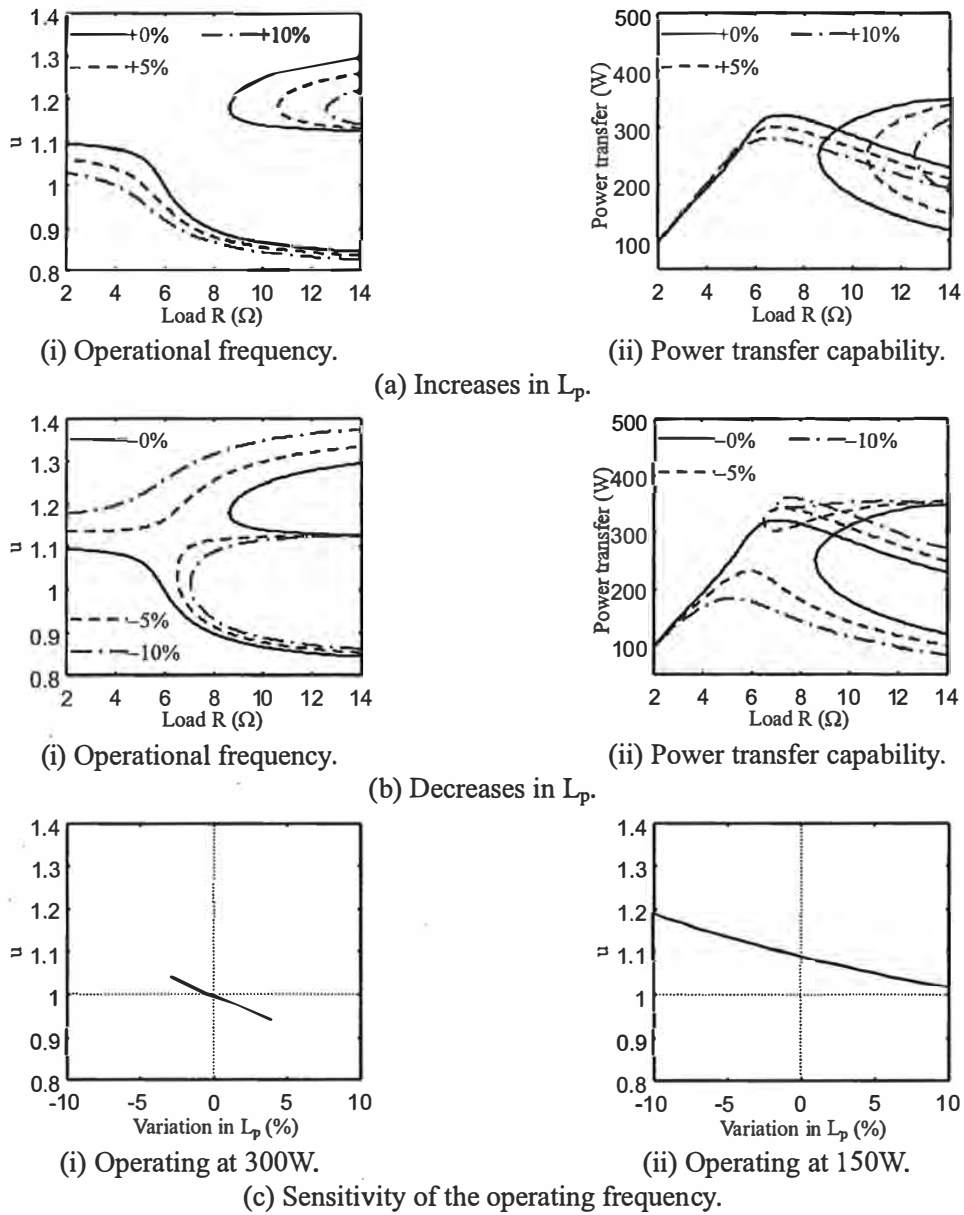 1.4
1.3
1.2
1.1
1
0.9
0.8
u
+0% +10%
+5%
2 4 6 8 10 12 14
Load R (Ω)
(i) Operational frequency.
500
400
300
200
100
Power transfer (W)
+0% +10%
+5%
2 4 6 8 10 12 14
Load R (Ω)
(ii) Power transfer capability.
(a) Increases in Lp.
1.4
1.3
1.2
1.1
1
0.9
0.8
u
−0%
−5%
−10%
2 4 6 8 10 12 14
Load R (Ω)
(i) Operational frequency.
500
400
300
200
100
Power transfer (W)
−0% −10%
−5%
2 4 6 8 10 12 14
Load R (Ω)
(ii) Power transfer capability.
(b) Decreases in Lp.
1.4
1.3
1.2
1.1
1
0.9
0.8
u
-10 -5 0 5 10
Variation in Lp (%)
(i) Operating at 300W.
1.4
1.3
1.2
1.1
1
0.9
0.8
u
-10 -5 0 5 10
Variation in Lp (%)
(ii) Operating at 150W.
(c) Sensitivity of the operating frequency.